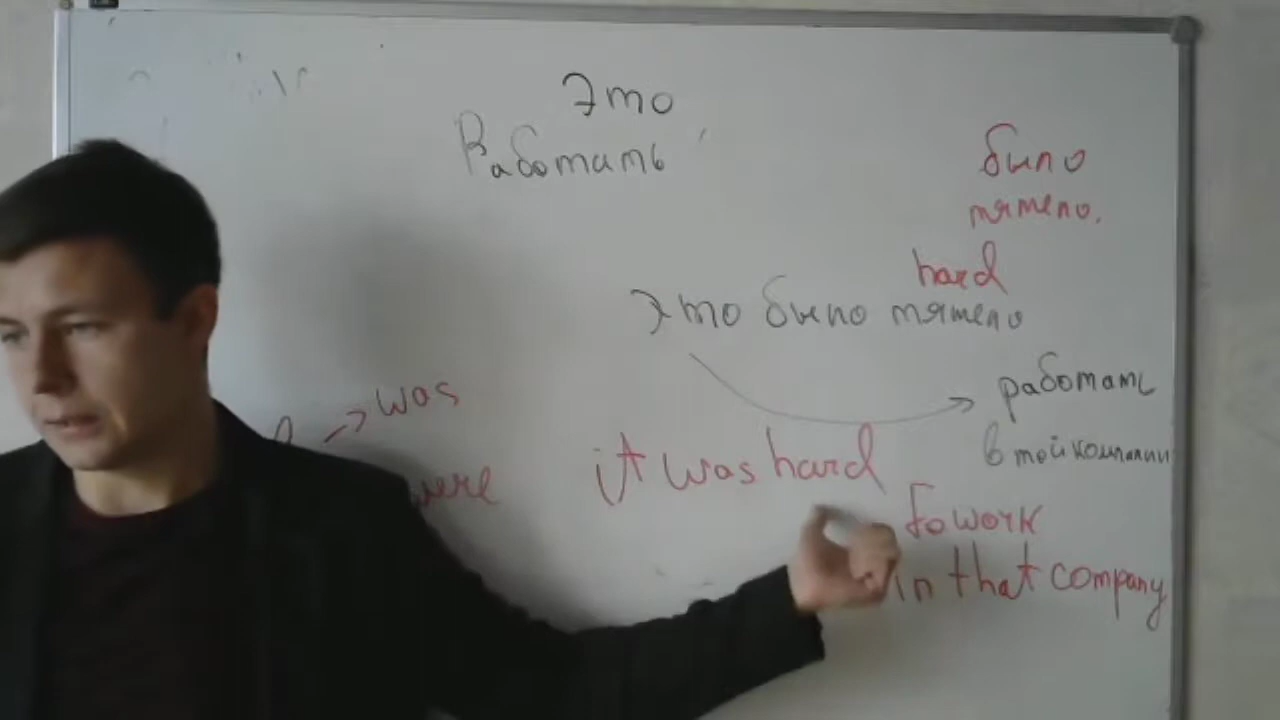 Это
Работать
было
тяжело.
hard
Это было тяжело
работать
в той компании
→ was
were
it was hard
to work
in that company